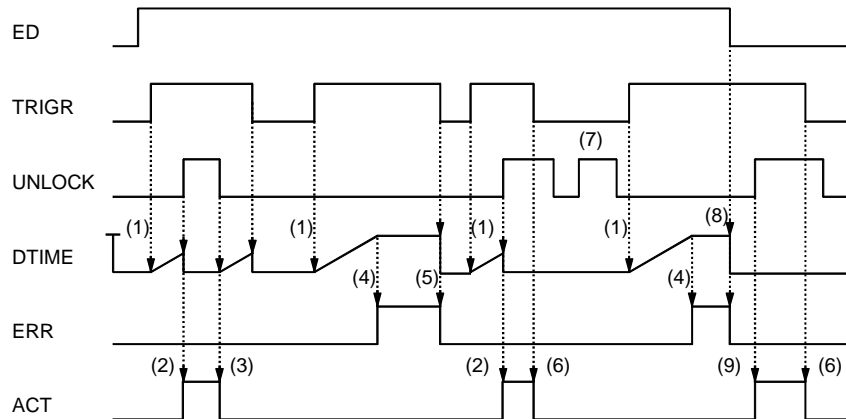 ED
TRIGR
(7)
UNLOCK
(1) (1) (1) (1) (8)
DTIME
(4) (5) (4)
ERR
(2) (3) (2) (6) (9) (6)
ACT